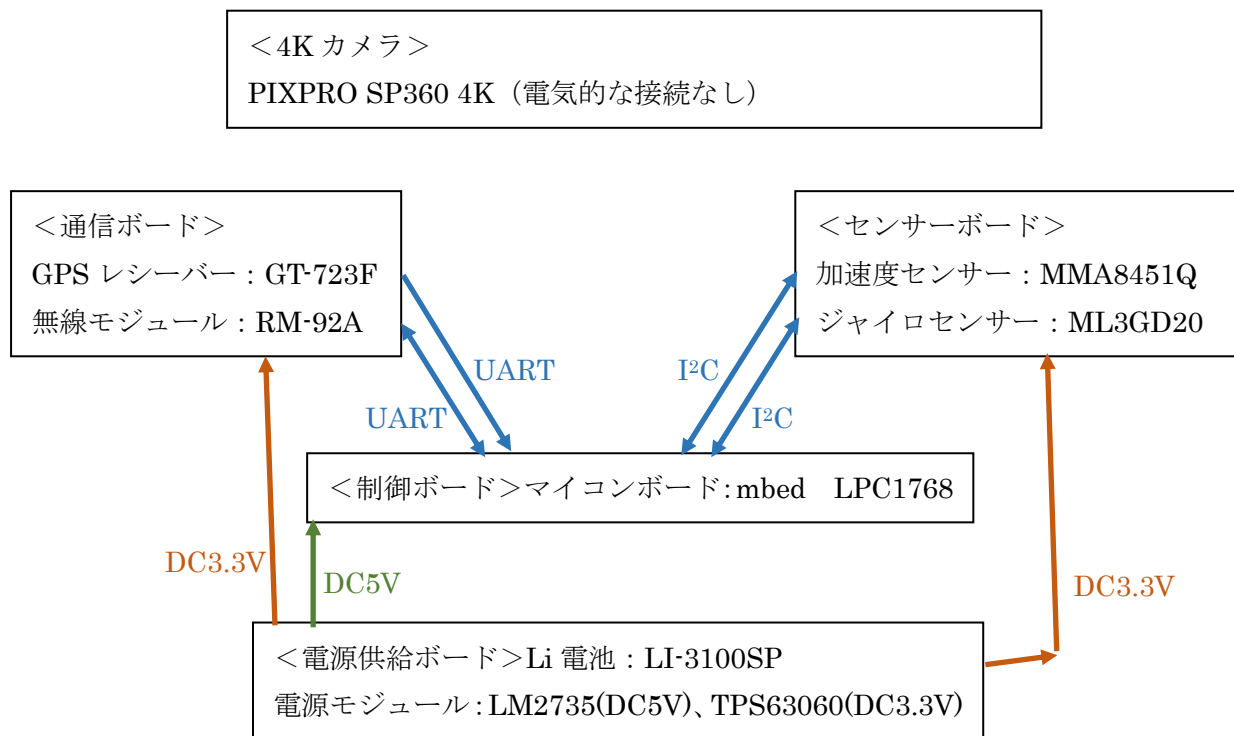 <4K カメラ>
PIXPRO SP360 4K（電気的な接続なし）
<通信ボード>
GPS レシーバー：GT-723F
無線モジュール：RM-92A
<センサーボード>
加速度センサー：MMA8451Q
ジャイロセンサー：ML3GD20
UART
I²C
UART
I²C
<制御ボード>マイコンボード:mbed　LPC1768
DC3.3V
DC5V
DC3.3V
<電源供給ボード>Li 電池：LI-3100SP
電源モジュール：LM2735(DC5V)、TPS63060(DC3.3V)